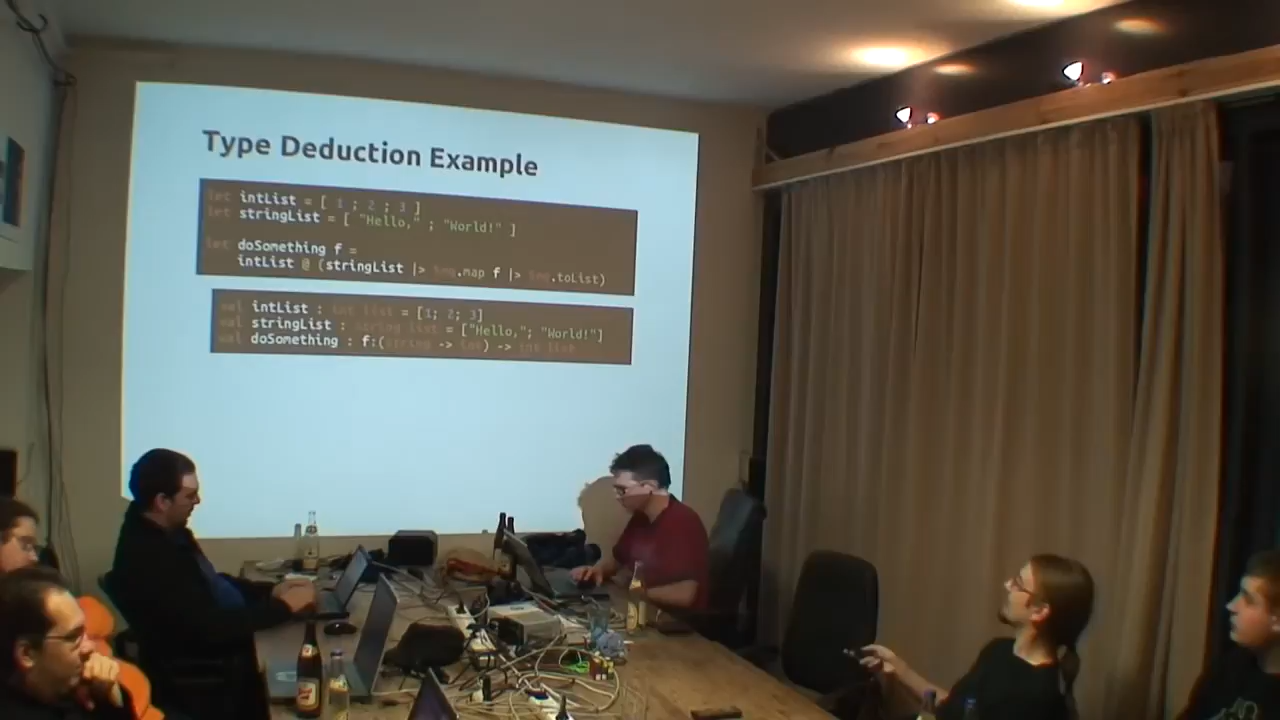 Type Deduction Example
let intList = [ 1 ; 2 ; 3 ]
let stringList = [ "Hello," ; "World!" ]
let doSomething f =
intList @ (stringList |> Seq.map f |> Seq.toList)
val intList : int list = [1; 2; 3]
val stringList : string list = ["Hello,"; "World!"]
val doSomething : f:(string -> int) -> int list